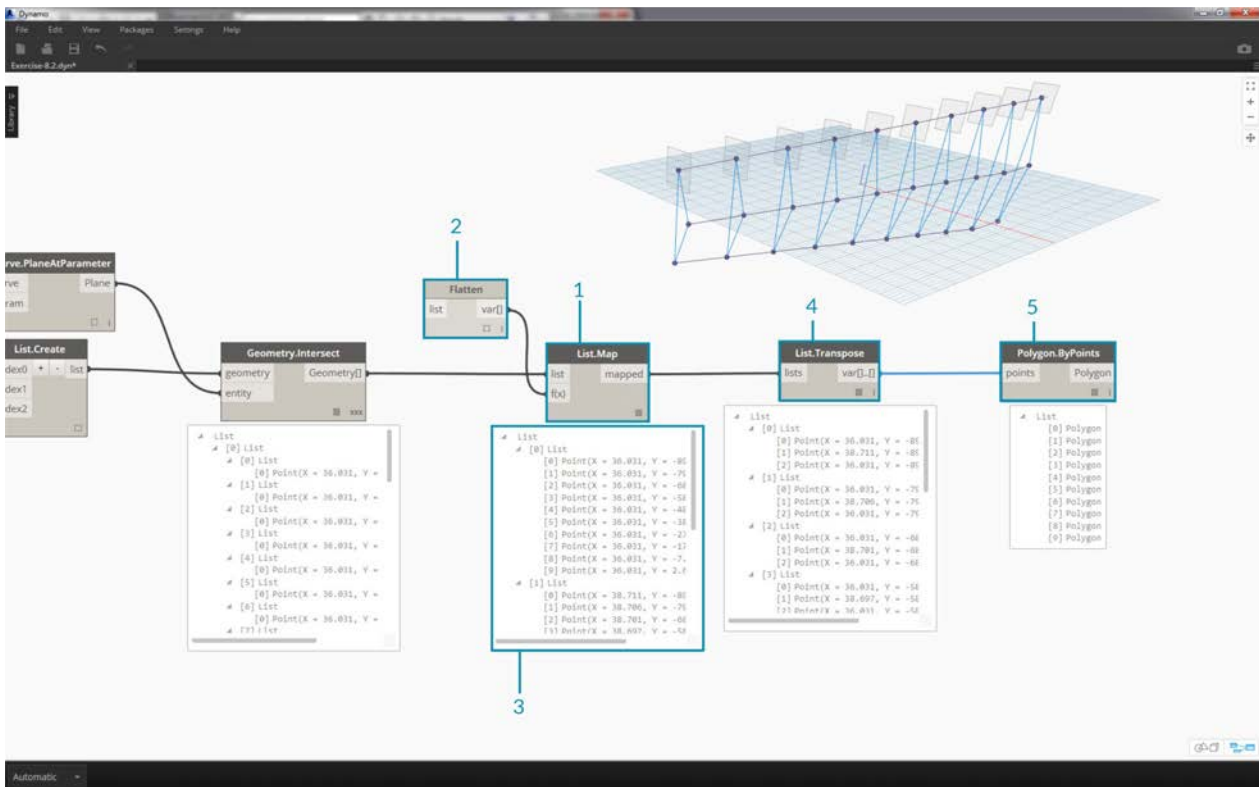 Dynamo
File Edit View Packages Settings Help
Exercise-8.2.dyn*
Library
2
1
4
5
3
rve.PlaneAtParameter
rve Plane
ram
List.Create
dex0 + - list
dex1
dex2
Geometry.Intersect
geometry Geometry[]
entity
xxx
List
[0] List
[0] List
[0] Point(X = 36.031, Y =
[1] List
[0] Point(X = 36.031, Y =
[2] List
[0] Point(X = 36.031, Y =
[3] List
[0] Point(X = 36.031, Y =
[4] List
[0] Point(X = 36.031, Y =
[5] List
[0] Point(X = 36.031, Y =
[6] List
[0] Point(X = 36.031, Y =
[7] List
Flatten
list var[]
List.Map
list mapped
f(x)
List
[0] List
[0] Point(X = 36.031, Y = -89
[1] Point(X = 36.031, Y = -79
[2] Point(X = 36.031, Y = -68
[3] Point(X = 36.031, Y = -58
[4] Point(X = 36.031, Y = -48
[5] Point(X = 36.031, Y = -38
[6] Point(X = 36.031, Y = -27
[7] Point(X = 36.031, Y = -17
[8] Point(X = 36.031, Y = -7.
[9] Point(X = 36.031, Y = 2.
[1] List
[0] Point(X = 38.711, Y = -89
[1] Point(X = 38.706, Y = -79
[2] Point(X = 38.701, Y = -68
[3] Point(X = 38.697, Y = -58
List.Transpose
lists var[]..[]
List
[0] List
[0] Point(X = 36.031, Y = -89
[1] Point(X = 38.711, Y = -89
[2] Point(X = 36.031, Y = -89
[1] List
[0] Point(X = 36.031, Y = -79
[1] Point(X = 38.706, Y = -79
[2] Point(X = 36.031, Y = -79
[2] List
[0] Point(X = 36.031, Y = -68
[1] Point(X = 38.701, Y = -68
[2] Point(X = 36.031, Y = -68
[3] List
[0] Point(X = 36.031, Y = -58
[1] Point(X = 38.697, Y = -58
[2] Point(X = 36.031, Y = -58
Polygon.ByPoints
points Polygon
List
[0] Polygon
[1] Polygon
[2] Polygon
[3] Polygon
[4] Polygon
[5] Polygon
[6] Polygon
[7] Polygon
[8] Polygon
[9] Polygon
Automatic